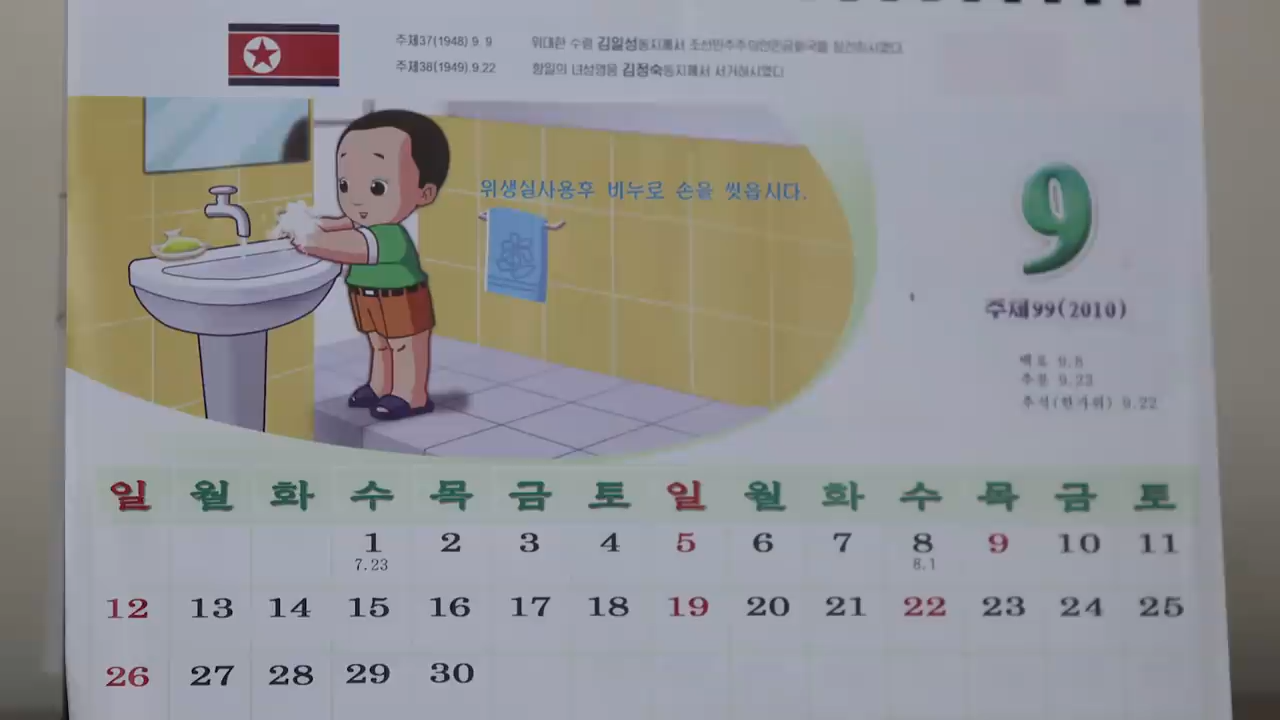 주체37(1948) 9. 9 위대한 수령 김일성동지께서 조선민주주의인민공화국을 창건하시였다
주체38(1949).9.22 항일의 녀성영웅 김정숙동지께서 서거하시였다
위생실사용후 비누로 손을 씻읍시다.
9
주체99(2010)
백로 9.8
추분 9.23
추석(한가위) 9.22
일 월 화 수 목 금 토 일 월 화 수 목 금 토
1 2 3 4 5 6 7 8 9 10 11
7.23 8.1
12 13 14 15 16 17 18 19 20 21 22 23 24 25
26 27 28 29 30